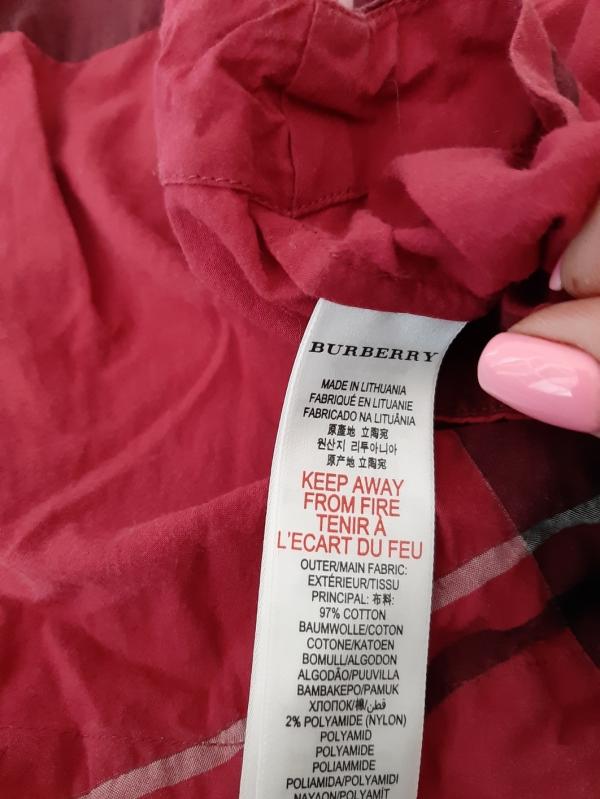 BURBERRY
MADE IN LITHUANIA
FABRIQUÉ EN LITUANIE
FABRICADO NA LITUÂNIA
原產地 立陶宛
원산지 리투아니아
原产地 立陶宛
KEEP AWAY
FROM FIRE
TENIR À
L'ECART DU FEU
OUTER/MAIN FABRIC:
EXTÉRIEUR/TISSU
PRINCIPAL: 布料:
97% COTTON
BAUMWOLLE/COTON
COTONE/KATOEN
BOMULL/ALGODON
ALGODÃO/PUUVILLA
BAMBAKEPO/PAMUK
ХЛОПОК/棉/قطن
2% POLYAMIDE (NYLON)
POLYAMID
POLYAMIDE
POLIAMMIDE
POLIAMIDA/POLYAMIDI
ΝΑΥΛΟΝ/POLYAMİT